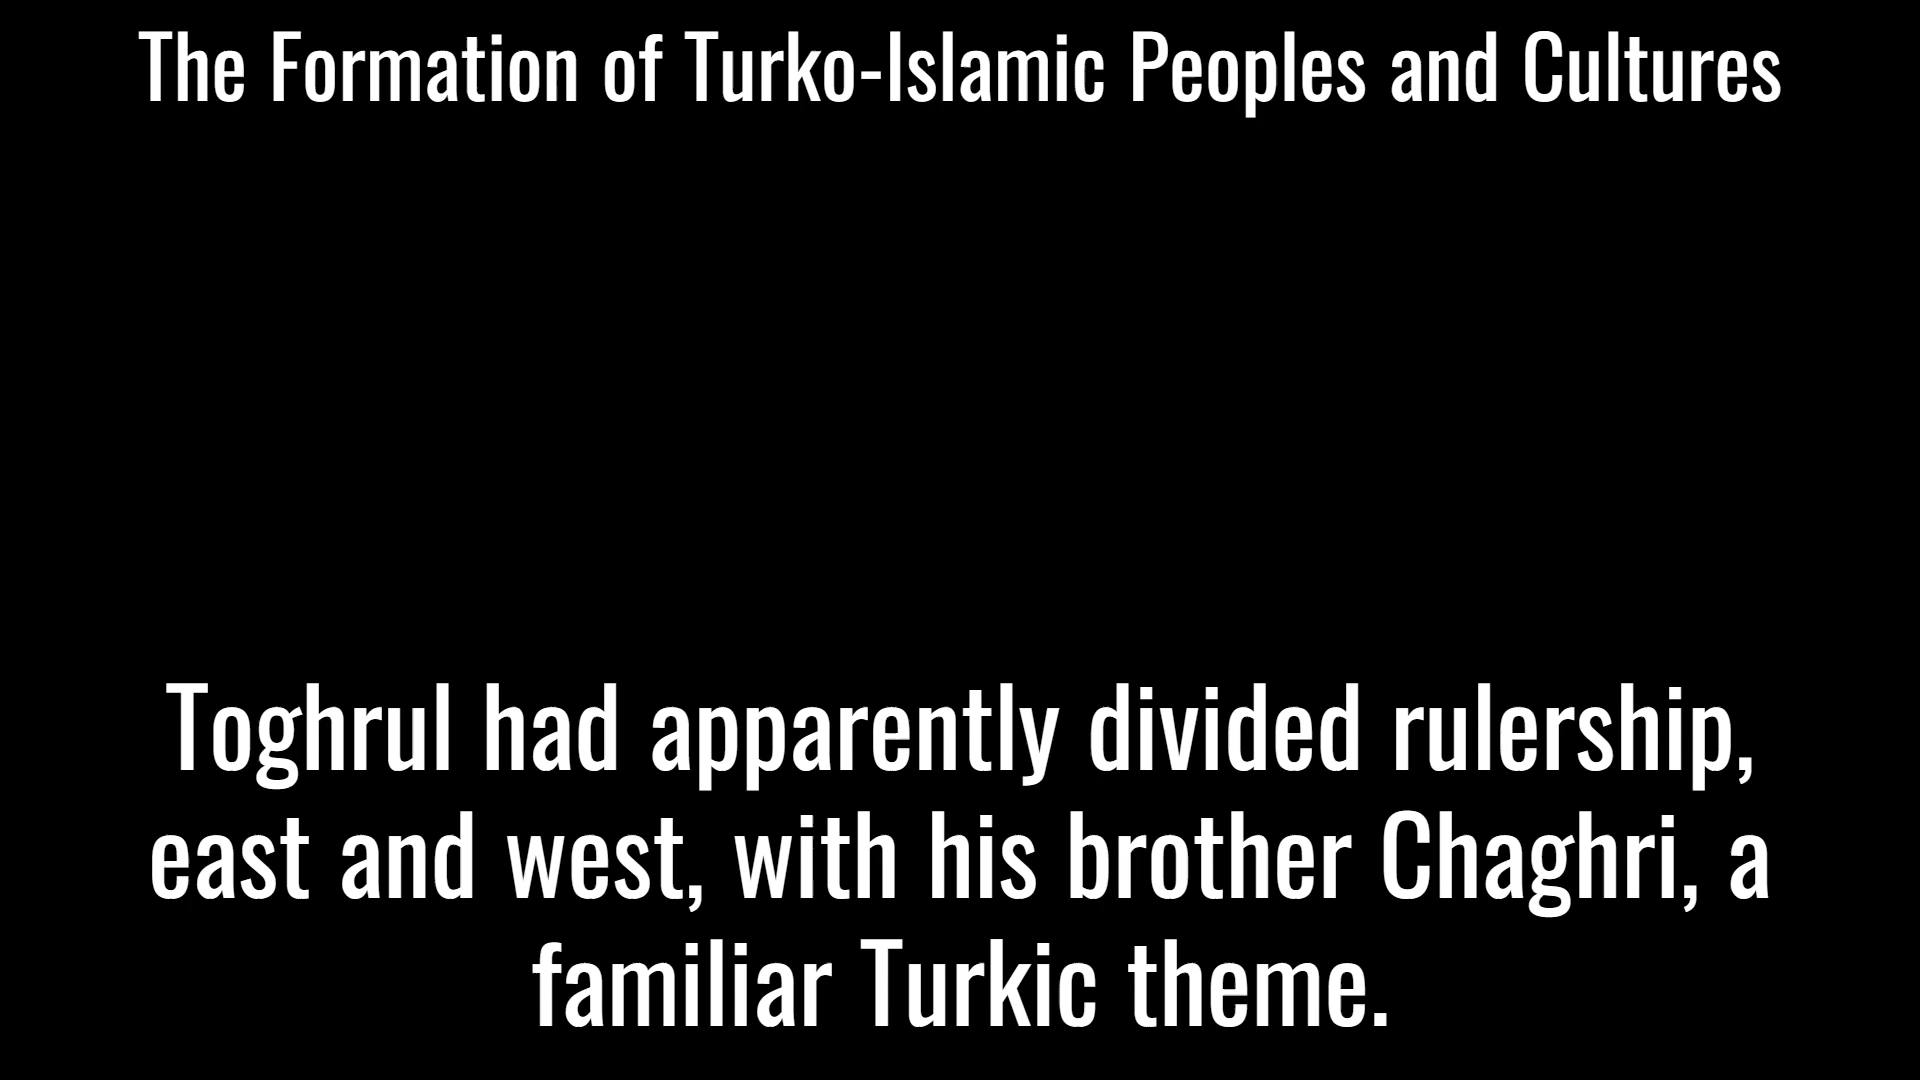 The Formation of Turko-Islamic Peoples and Cultures
Toghrul had apparently divided rulership,
east and west, with his brother Chaghri, a
familiar Turkic theme.